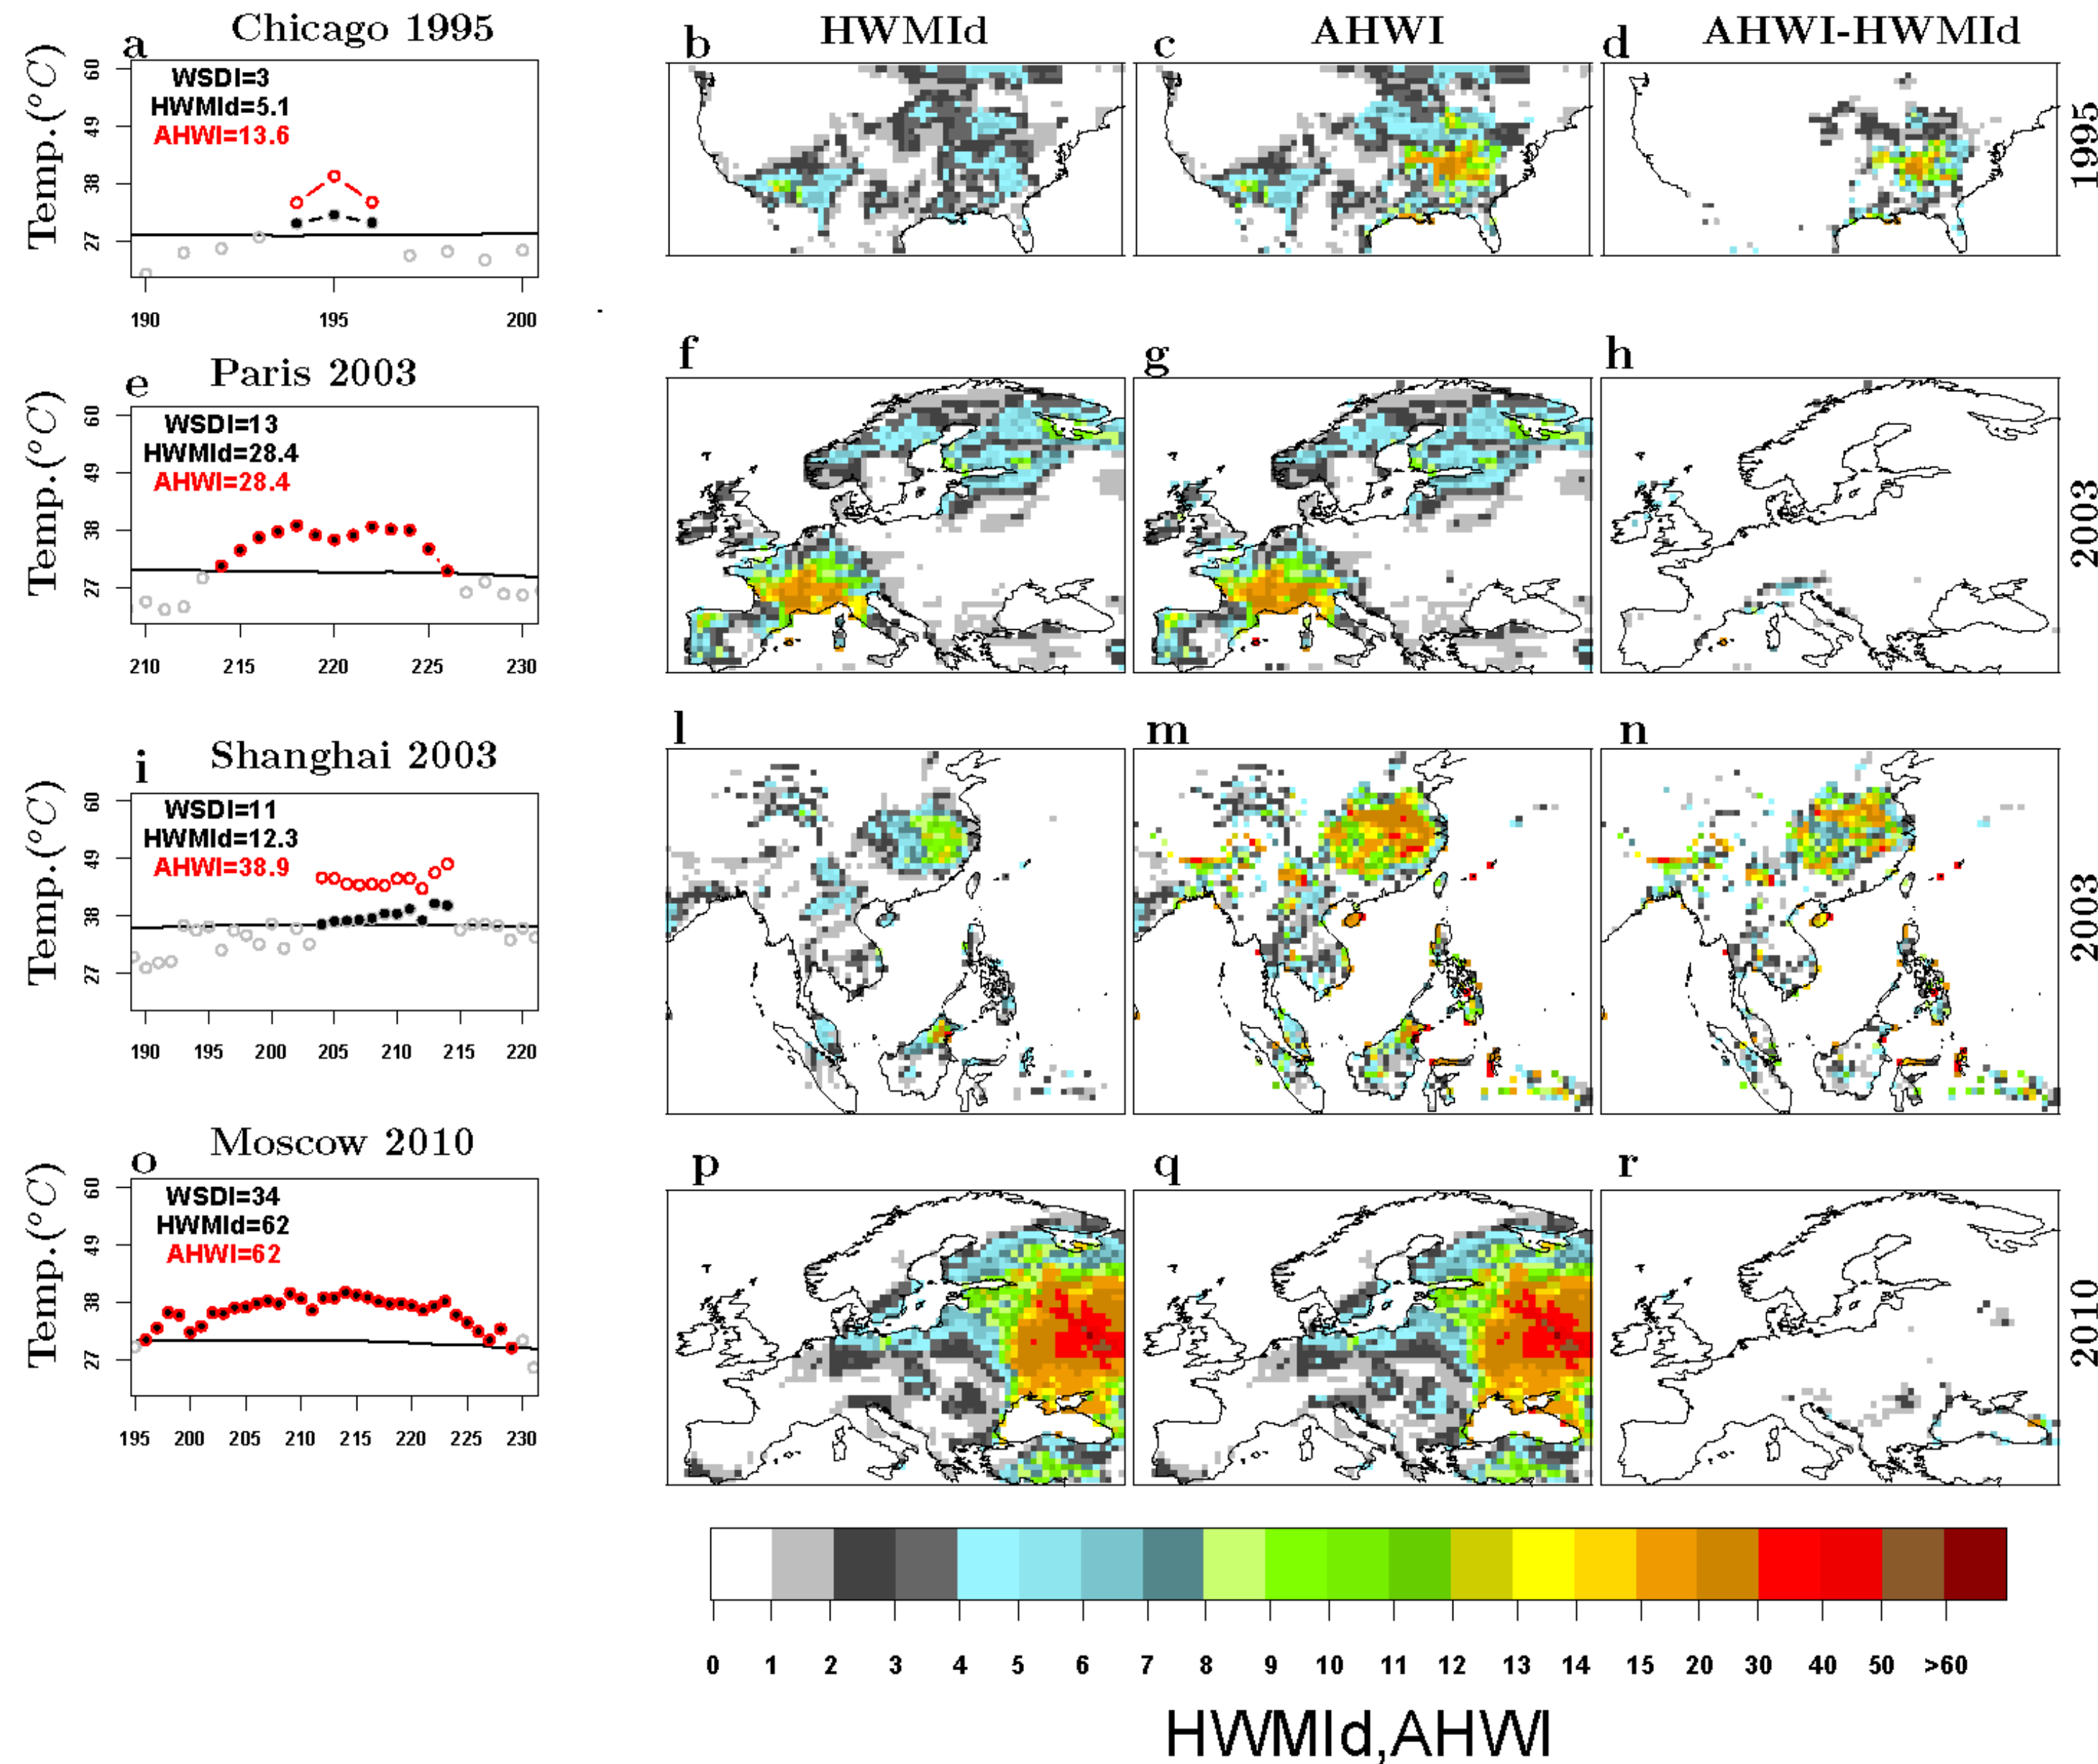 Chicago 1995
HWMId
AHWI
AHWI-HWMId
a
b
c
d
Temp.(°C)
60
49
38
27
WSDI=3
HWMId=5.1
AHWI=13.6
190
195
200
1995
Paris 2003
e
f
g
h
Temp.(°C)
60
49
38
27
WSDI=13
HWMId=28.4
AHWI=28.4
210
215
220
225
230
2003
Shanghai 2003
i
l
m
n
Temp.(°C)
60
49
38
27
WSDI=11
HWMId=12.3
AHWI=38.9
190
195
200
205
210
215
220
2003
Moscow 2010
o
p
q
r
Temp.(°C)
60
49
38
27
WSDI=34
HWMId=62
AHWI=62
195
200
205
210
215
220
225
230
2010
0 1 2 3 4 5 6 7 8 9 10 11 12 13 14 15 20 30 40 50 >60
HWMId,AHWI